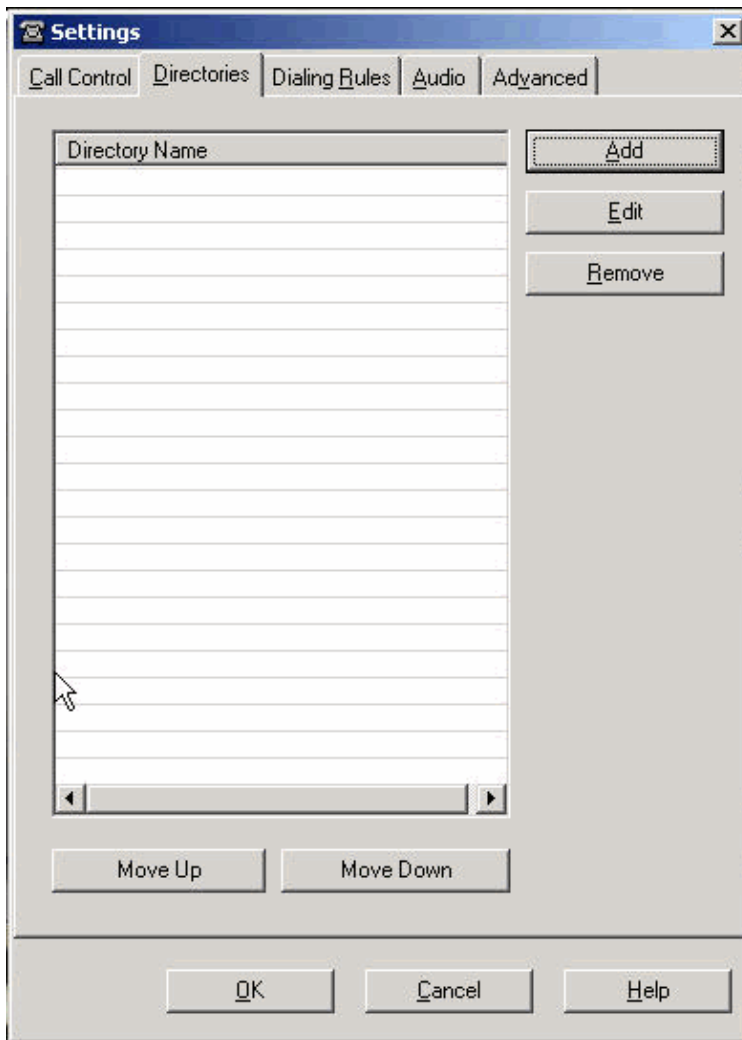 Settings
Call Control Directories Dialing Rules Audio Advanced
Directory Name
Add
Edit
Remove
Move Up Move Down
OK Cancel Help